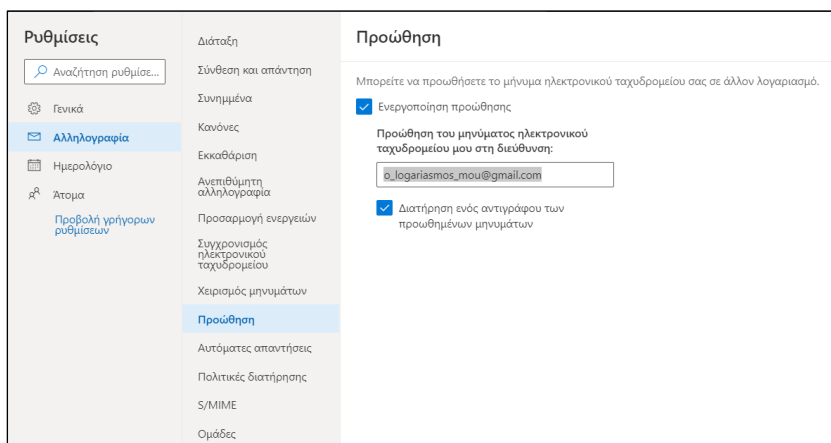 Ρυθμίσεις
Αναζήτηση ρυθμίσε...
Γενικά
Αλληλογραφία
Ημερολόγιο
Άτομα
Προβολή γρήγορων
ρυθμίσεων
Διάταξη
Σύνθεση και απάντηση
Συνημμένα
Κανόνες
Εκκαθάριση
Ανεπιθύμητη
αλληλογραφία
Προσαρμογή ενεργειών
Συγχρονισμός
ηλεκτρονικού
ταχυδρομείου
Χειρισμός μηνυμάτων
Προώθηση
Αυτόματες απαντήσεις
Πολιτικές διατήρησης
S/MIME
Ομάδες
Προώθηση
Μπορείτε να προωθήσετε το μήνυμα ηλεκτρονικού ταχυδρομείου σας σε άλλον λογαριασμό.
Ενεργοποίηση προώθησης
Προώθηση του μηνύματος ηλεκτρονικού
ταχυδρομείου μου στη διεύθυνση:
o_logariasmos_mou@gmail.com
Διατήρηση ενός αντιγράφου των
προωθημένων μηνυμάτων